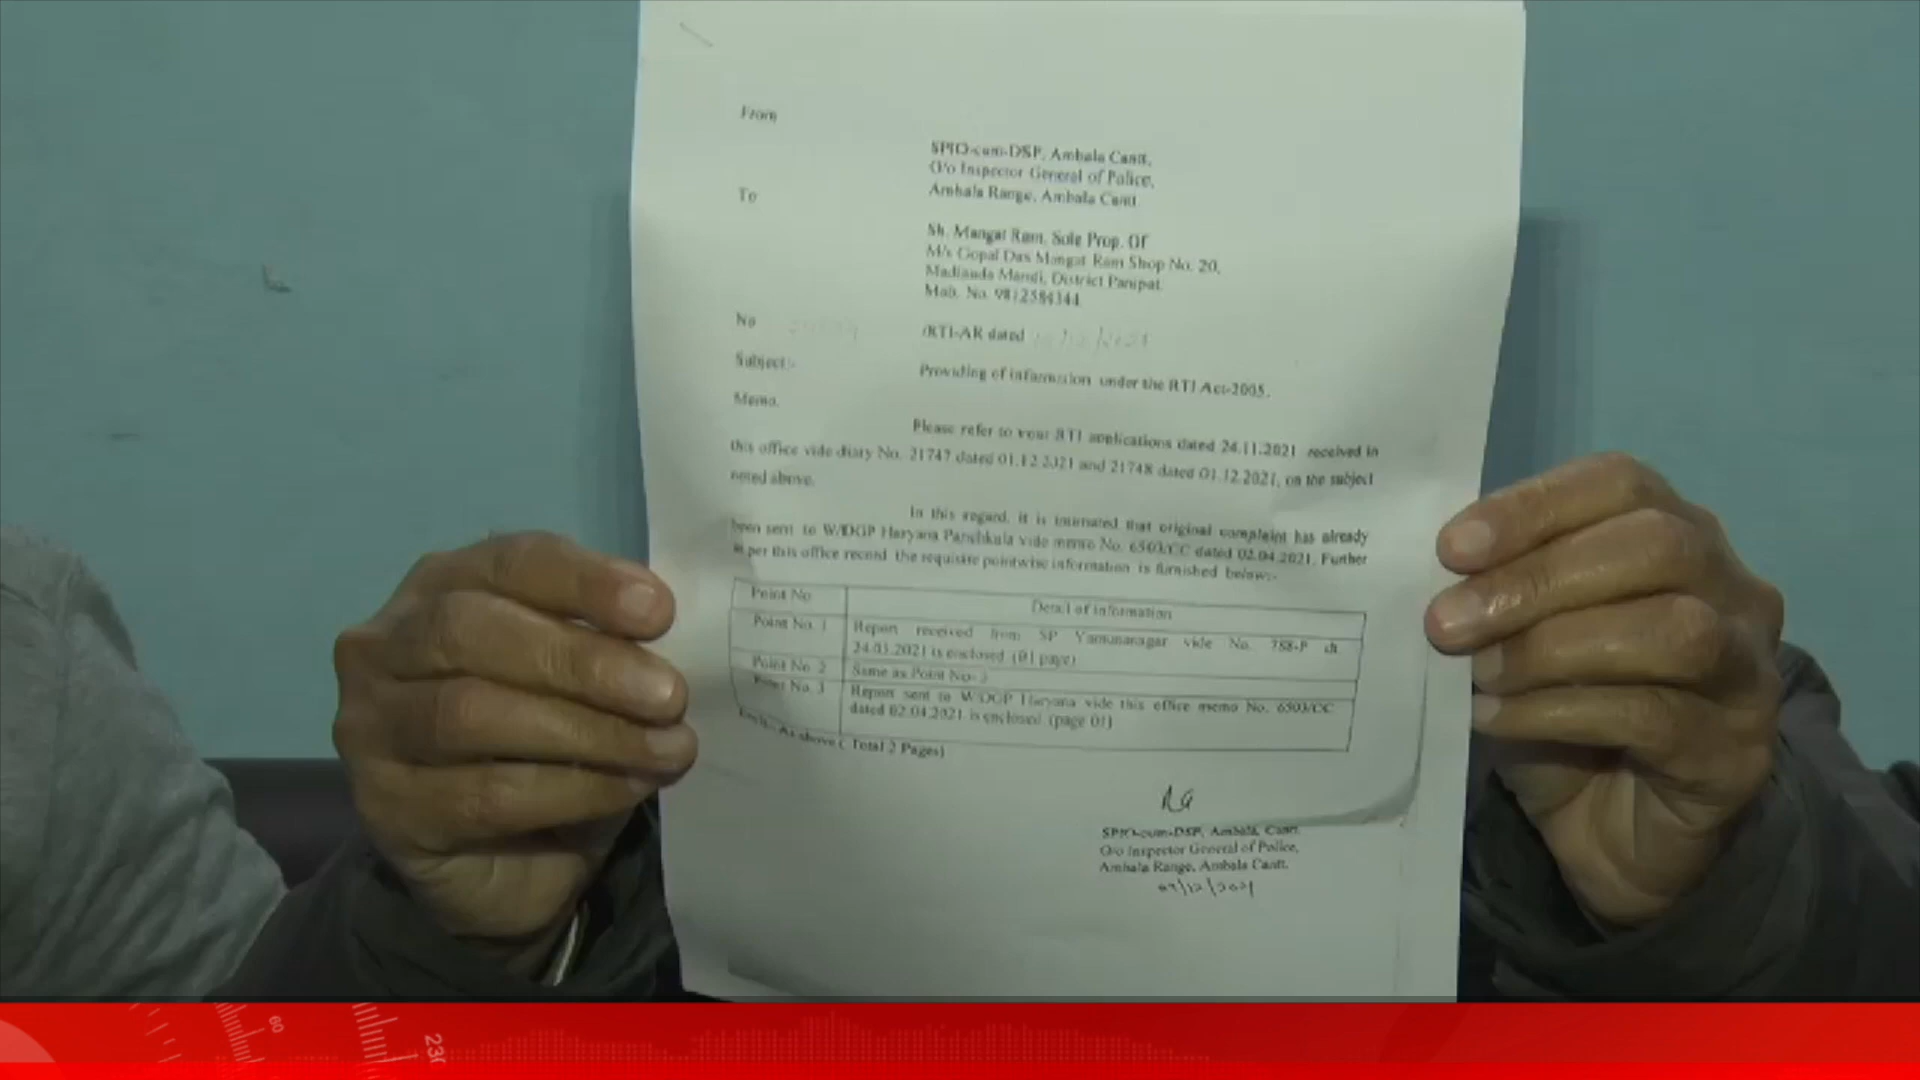 From
SPIO-cum-DSP, Ambala Cantt,
O/o Inspector General of Police,
Ambala Range, Ambala Cantt
To
Sh. Mangat Ram, Sole Prop. Of
M/s Gopal Das Mangat Ram Shop No. 20,
Madlauda Mandi, District Panipat.
Mob. No. 9812584344
No /RTI-AR dated
Subject:- Providing of information under the RTI Act-2005.
Memo.
Please refer to your RTI applications dated 24.11.2021 received in
this office vide diary No. 21747 dated 01.12.2021 and 21748 dated 01.12.2021, on the subject
noted above.
In this regard, it is intimated that original complaint has already
been sent to W/DGP Haryana Panchkula vide memo No. 6503/CC dated 02.04.2021. Further
as per this office record the requisite pointwise information is furnished below:-
Point No Detail of information
Point No. 1 Report received from SP Yamunanagar vide No. 758-P dt
24.03.2021 is enclosed (01 page)
Point No. 2 Same as Point No-
Point No. 3 Report sent to W/DGP Haryana vide this office memo No. 6503/CC
dated 02.04.2021 is enclosed (page 01)
As above ( Total 2 Pages)
SPIO-cum-DSP, Ambala, Cantt.
O/o Inspector General of Police,
Ambala Range, Ambala Cantt.
07/12/2021
60
230